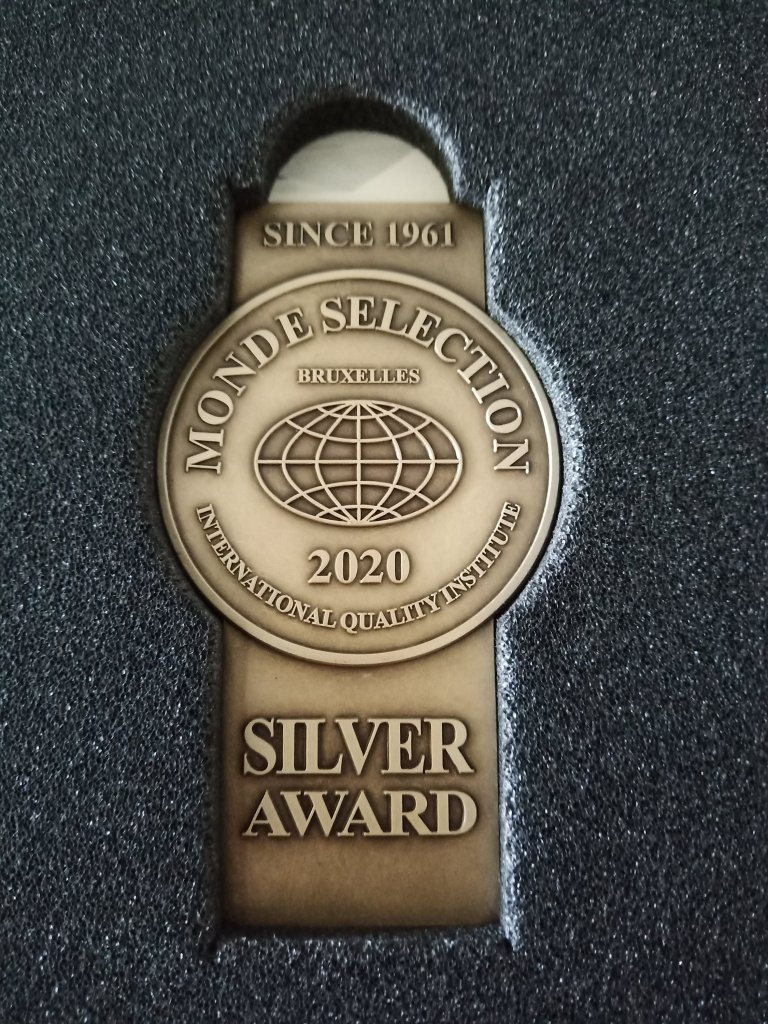 SINCE 1961
MONDE SELECTION
BRUXELLES
2020
INTERNATIONAL QUALITY INSTITUTE
SILVER
AWARD